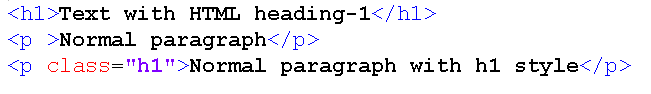 <h1>Text with HTML heading-1</h1>
<p >Normal paragraph</p>
<p class="h1">Normal paragraph with h1 style</p>